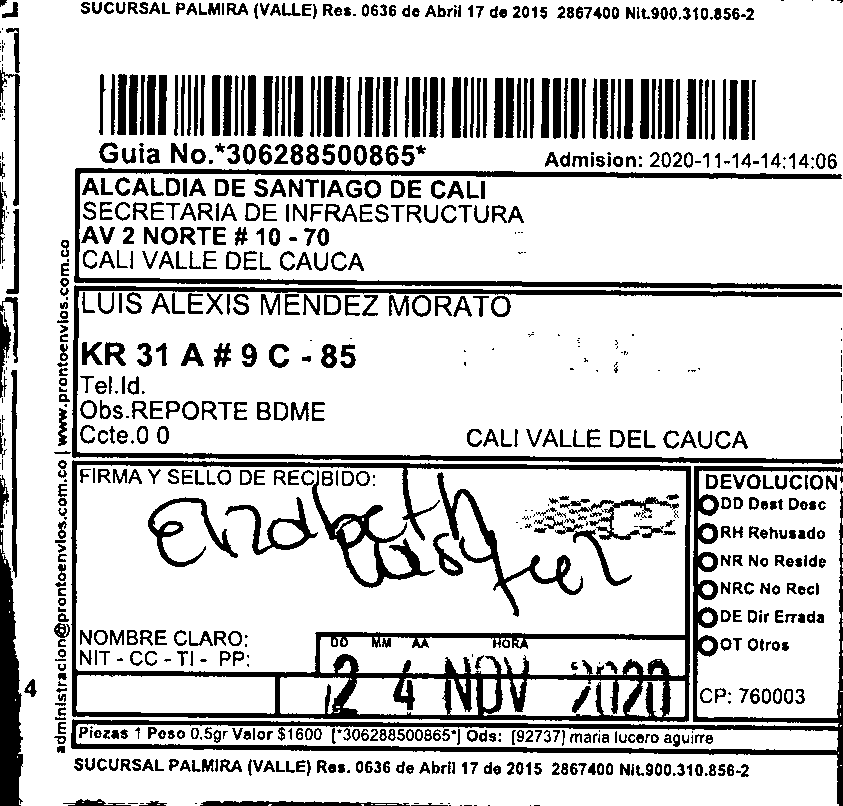 SUCURSAL PALMIRA (VALLE) Res. 0636 de Abril 17 de 2015 2867400 Nit.900.310.856-2
Guia No.*306288500865*
Admision: 2020-11-14-14:14:06
ALCALDIA DE SANTIAGO DE CALI
SECRETARIA DE INFRAESTRUCTURA
AV 2 NORTE # 10 - 70
CALI VALLE DEL CAUCA
LUIS ALEXIS MENDEZ MORATO
KR 31 A # 9 C - 85
Tel.Id.
Obs.REPORTE BDME
Ccte.0 0
CALI VALLE DEL CAUCA
administracion@prontoenvios.com.co | www.prontoenvios.com.co
FIRMA Y SELLO DE RECIBIDO:
Elizabeth
NOMBRE CLARO:
NIT - CC - TI - PP:
DD MM AA HORA
24 NOV 2020
DEVOLUCION
DD Dest Desc
RH Rehusado
NR No Reside
NRC No Recl
DE Dir Errada
OT Otros
CP: 760003
4
Piezas 1 Peso 0.5gr Valor $1600 [*306288500865*] Ods: [92737] maria lucero aguirre
SUCURSAL PALMIRA (VALLE) Res. 0636 de Abril 17 de 2015 2867400 Nit.900.310.856-2